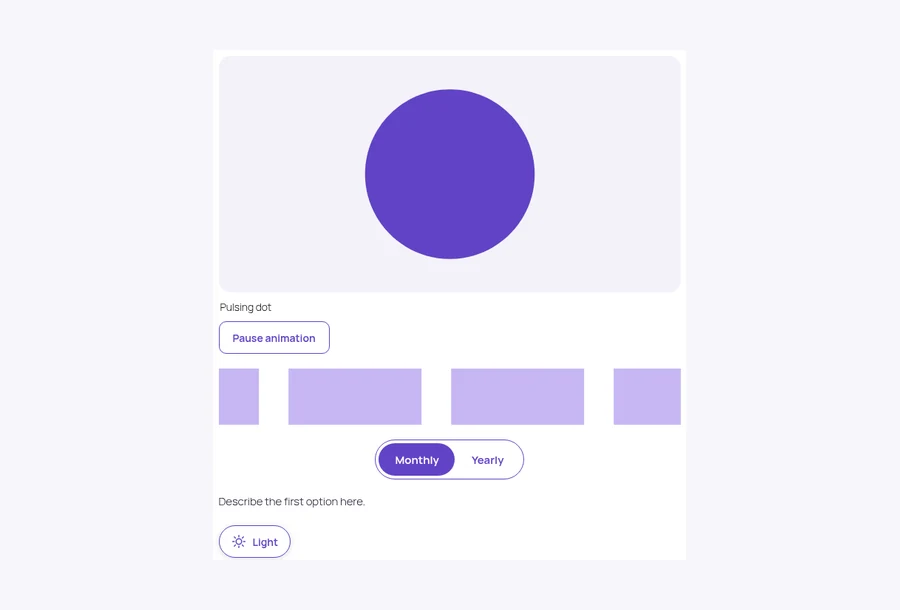 Pulsing dot
Pause animation
Monthly
Yearly
Describe the first option here.
Light